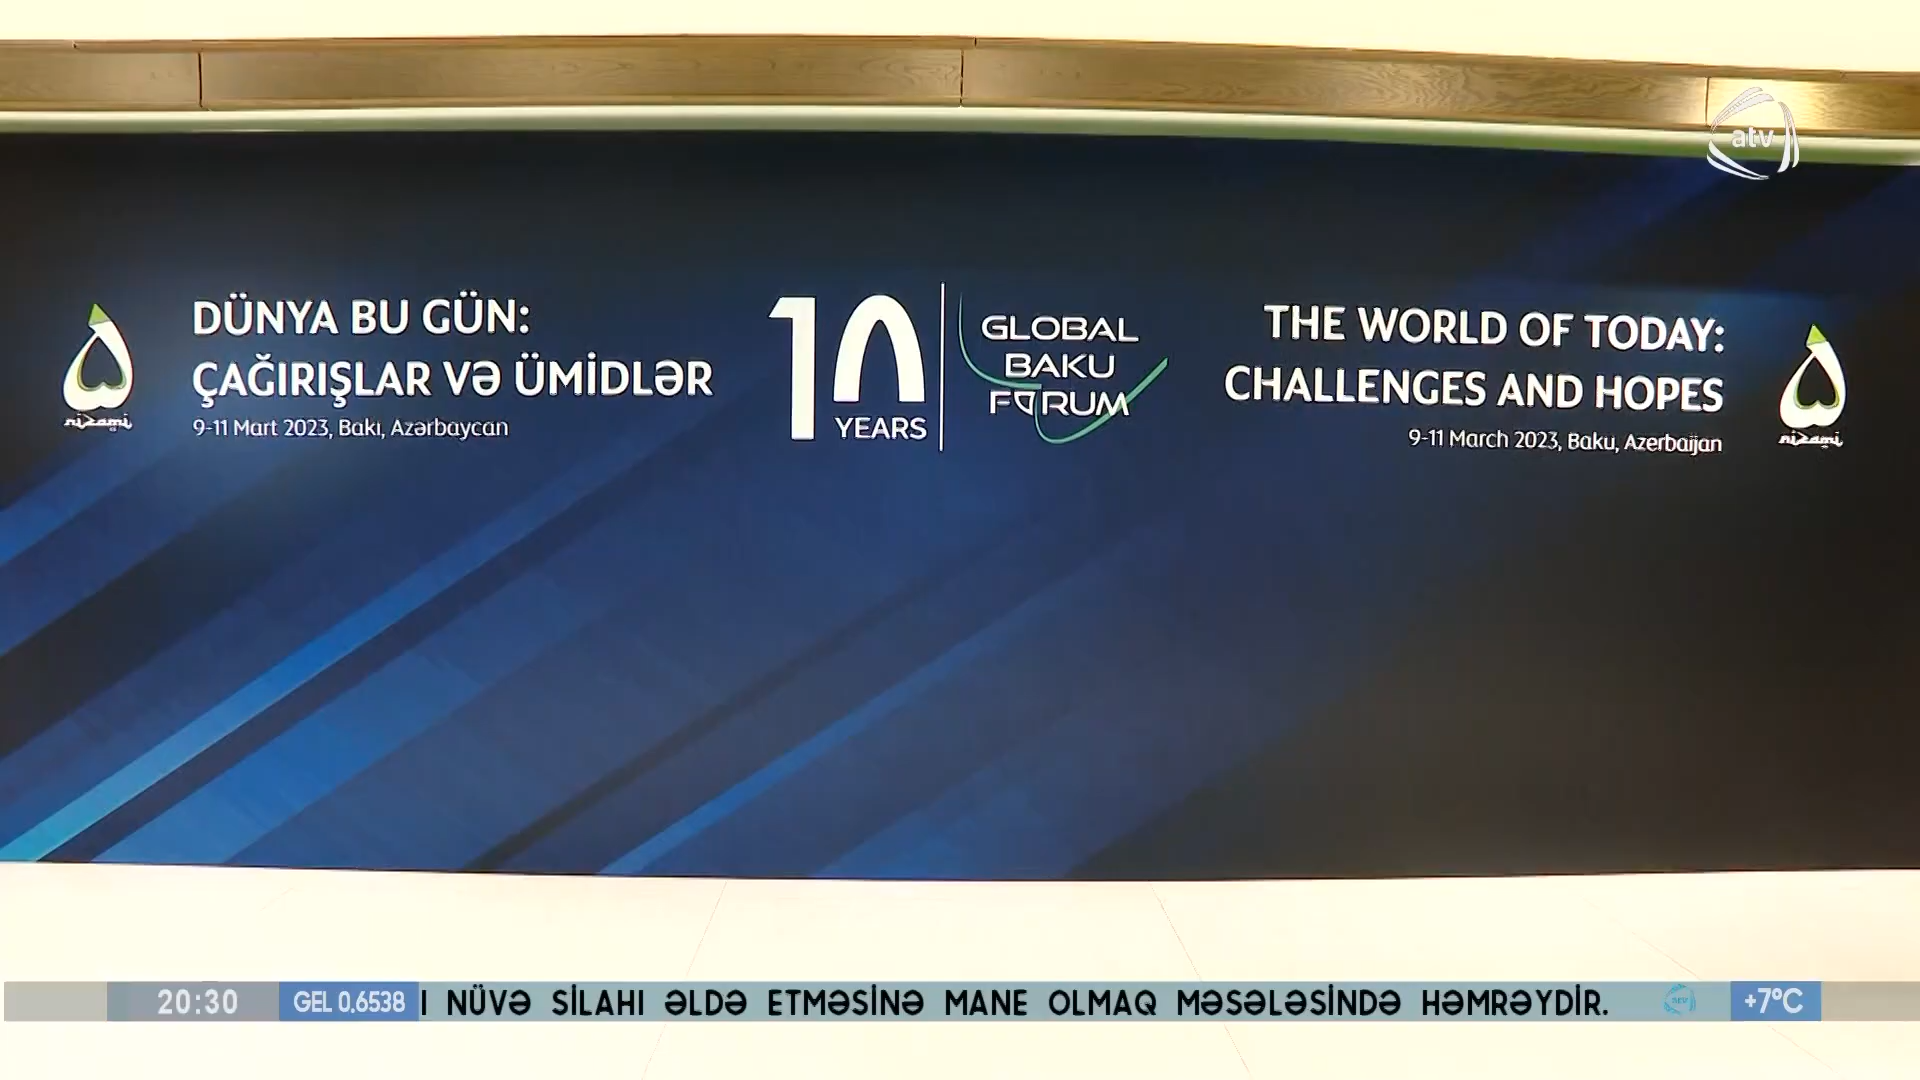 atv
DÜNYA BU GÜN:
ÇAĞIRIŞLAR VƏ ÜMİDLƏR
9-11 Mart 2023, Bakı, Azərbaycan
nizami
10
YEARS
GLOBAL
BAKU
FORUM
THE WORLD OF TODAY:
CHALLENGES AND HOPES
9-11 March 2023, Baku, Azerbaijan
nizami
20:30
GEL 0.6538
I NÜVƏ SİLAHI ƏLDƏ ETMƏSİNƏ MANE OLMAQ MƏSƏLƏSİNDƏ HƏMRƏYDİR.
atv
+7°C